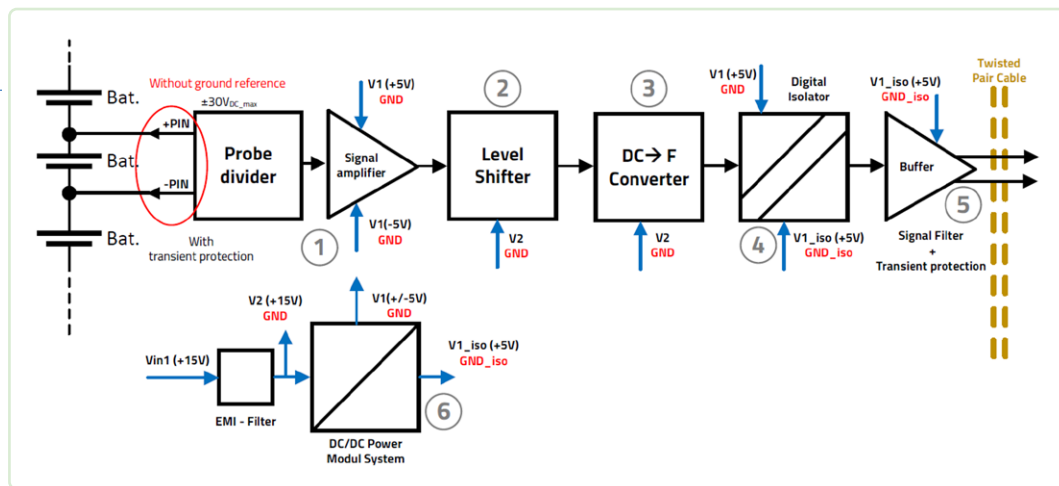 Without ground reference
±30VDC_max
Bat.
+PIN
Bat.
-PIN
Bat.
With
transient protection
Probe
divider
V1 (+5V)
GND
Signal
amplifier
V1(-5V)
GND
1
2
Level
Shifter
V2
GND
3
DC→ F
Converter
V2
GND
V1 (+5V)
GND
Digital
Isolator
4
V1_iso (+5V)
GND_iso
V1_iso (+5V)
GND_iso
Buffer
5
Signal Filter
+
Transient protection
Twisted
Pair Cable
Vin1 (+15V)
EMI - Filter
V2 (+15V)
GND
V1(+/-5V)
GND
DC/DC Power
Modul System
V1_iso (+5V)
GND_iso
6